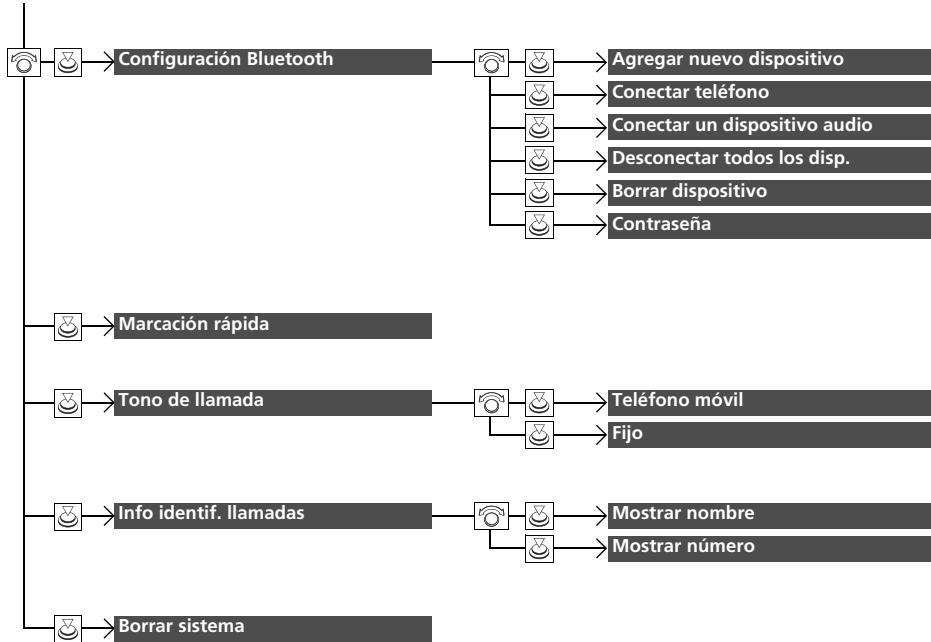 Configuración Bluetooth
Agregar nuevo dispositivo
Conectar teléfono
Conectar un dispositivo audio
Desconectar todos los disp.
Borrar dispositivo
Contraseña
Marcación rápida
Tono de llamada
Teléfono móvil
Fijo
Info identif. llamadas
Mostrar nombre
Mostrar número
Borrar sistema